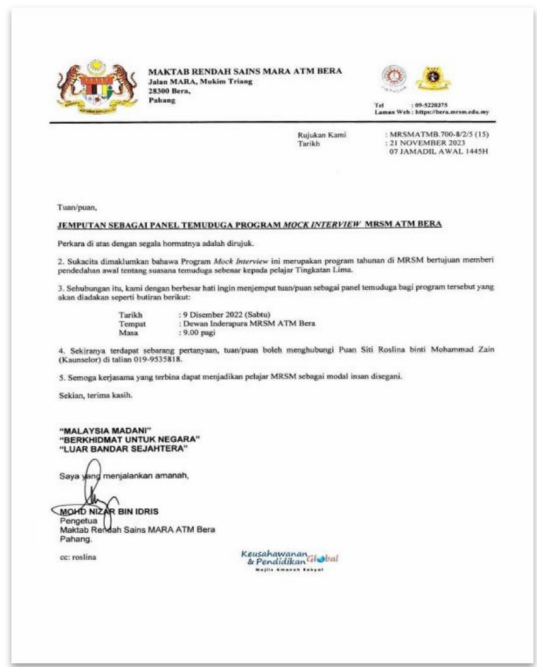 MAKTAB RENDAH SAINS MARA ATM BERA
Jalan MARA, Mukim Triang
28300 Bera,
Pahang
Tel : 09-5220375
Laman Web : https://bera.mrsm.edu.my
Rujukan Kami : MRSMATMB.700-8/2/5 (15)
Tarikh : 21 NOVEMBER 2023
07 JAMADIL AWAL 1445H
Tuan/puan,
JEMPUTAN SEBAGAI PANEL TEMUDUGA PROGRAM MOCK INTERVIEW MRSM ATM BERA
Perkara di atas dengan segala hormatnya adalah dirujuk.
2. Sukacita dimaklumkan bahawa Program Mock Interview ini merupakan program tahunan di MRSM bertujuan memberi
pendedahan awal tentang suasana temuduga sebenar kepada pelajar Tingkatan Lima.
3. Sehubungan itu, kami dengan berbesar hati ingin menjemput tuan/puan sebagai panel temuduga bagi program tersebut yang
akan diadakan seperti butiran berikut:
Tarikh : 9 Disember 2022 (Sabtu)
Tempat : Dewan Inderapura MRSM ATM Bera
Masa : 9.00 pagi
4. Sekiranya terdapat sebarang pertanyaan, tuan/puan boleh menghubungi Puan Siti Roslina binti Mohammad Zain
(Kaunselor) di talian 019-9535818.
5. Semoga kerjasama yang terbina dapat menjadikan pelajar MRSM sebagai modal insan disegani.
Sekian, terima kasih.
"MALAYSIA MADANI"
"BERKHIDMAT UNTUK NEGARA"
"LUAR BANDAR SEJAHTERA"
Saya yang menjalankan amanah,
MOHD NIZAR BIN IDRIS
Pengetua
Maktab Rendah Sains MARA ATM Bera
Pahang.
cc: roslina
Keusahawanan
& Pendidikan Global
Majlis Amanah Rakyat